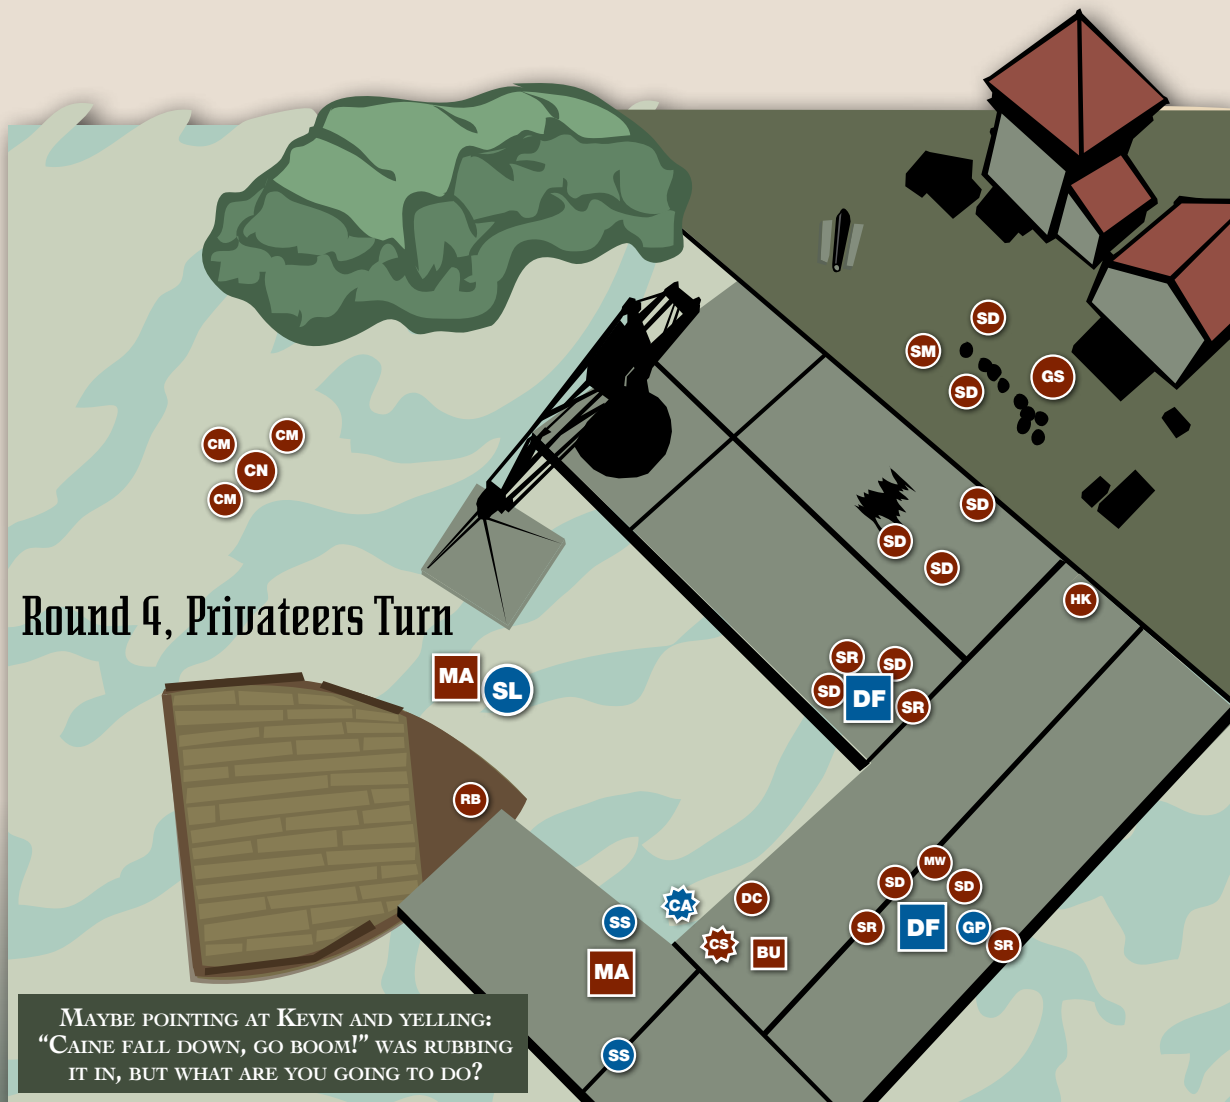 SD
SM
GS
SD
CM
CM
CN
CM
SD
SD
SD
HK
Round 4, Privateers Turn
SR
SD
MA
SL
SD
DF
SR
RB
MW
SD
SD
CA
DC
SS
SR
DF
GP
SR
CS
BU
MA
SS
Maybe pointing at Kevin and yelling:
“Caine fall down, go boom!” was rubbing
it in, but what are you going to do?